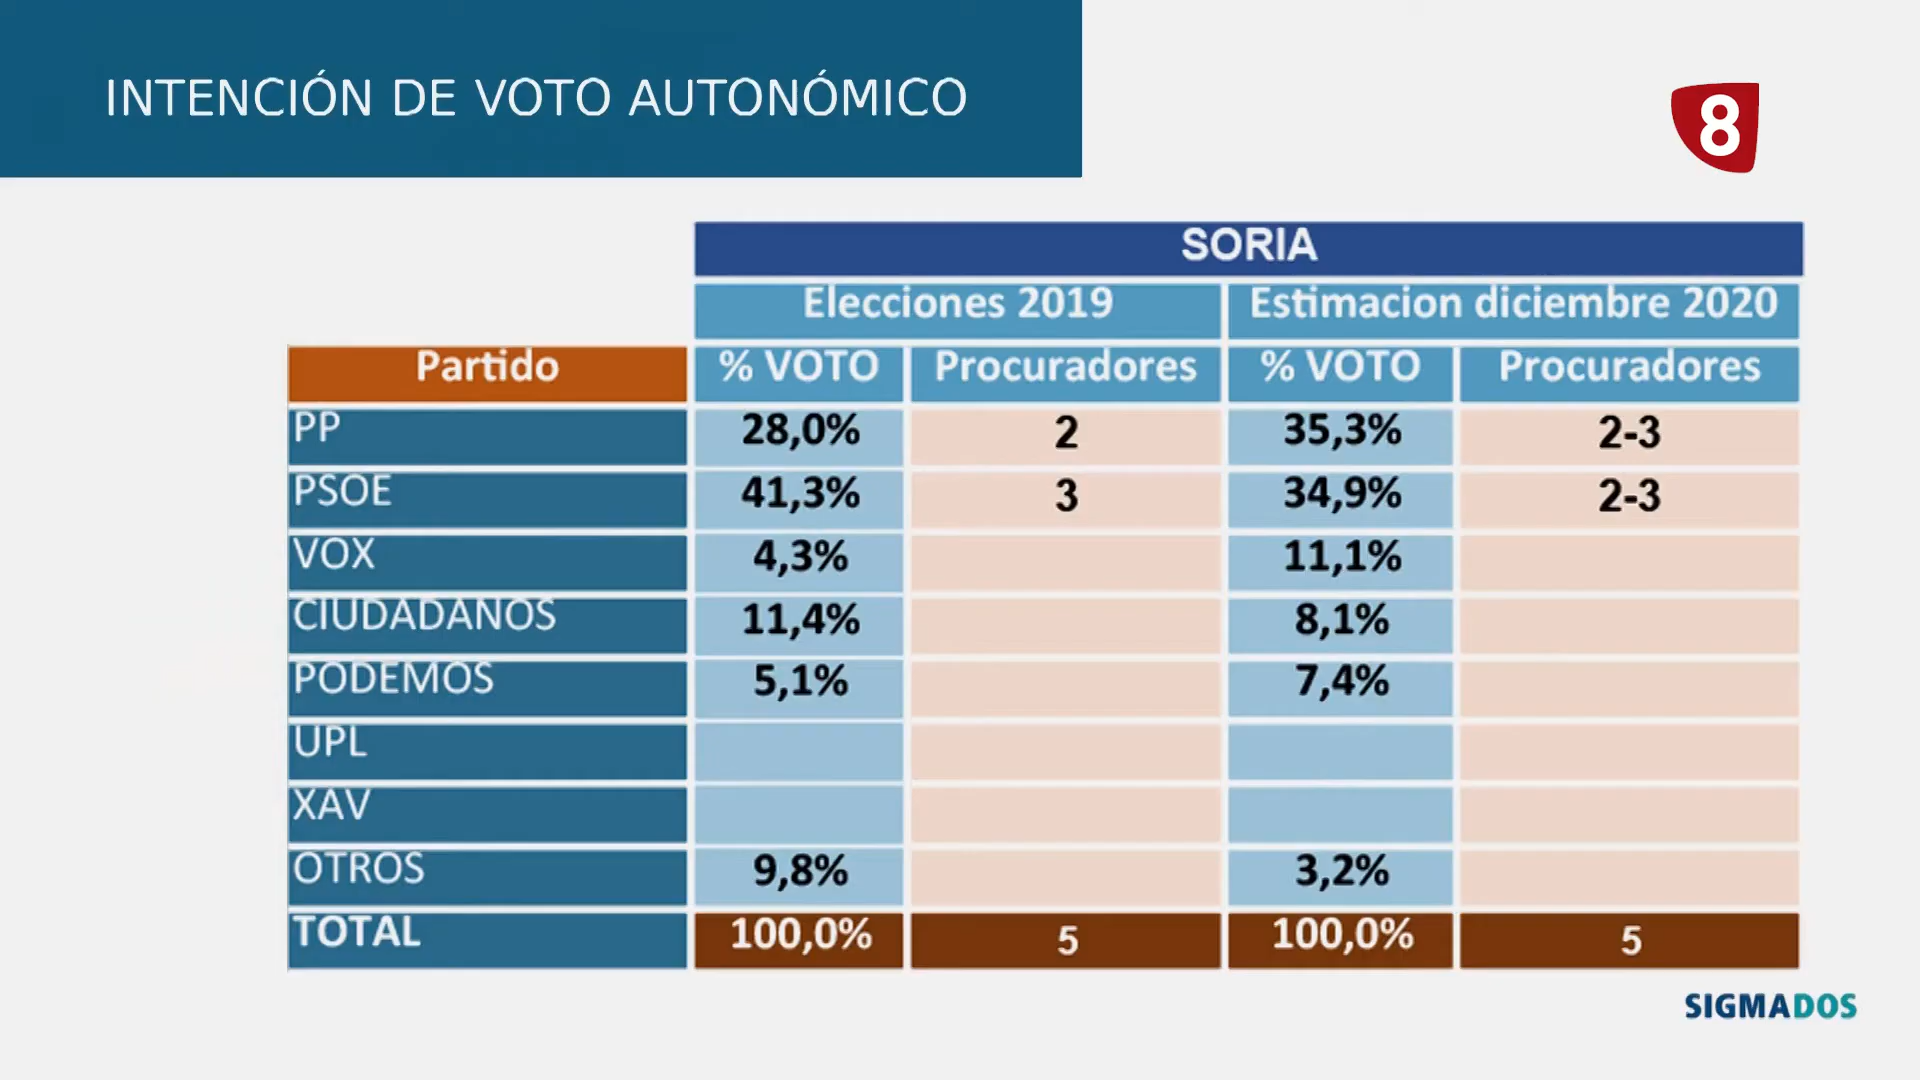 INTENCIÓN DE VOTO AUTONÓMICO
8
SORIA
Elecciones 2019 Estimacion diciembre 2020
Partido % VOTO Procuradores % VOTO Procuradores
PP 28,0% 2 35,3% 2-3
PSOE 41,3% 3 34,9% 2-3
VOX 4,3% 11,1%
CIUDADANOS 11,4% 8,1%
PODEMOS 5,1% 7,4%
UPL
XAV
OTROS 9,8% 3,2%
TOTAL 100,0% 5 100,0% 5
SIGMADOS